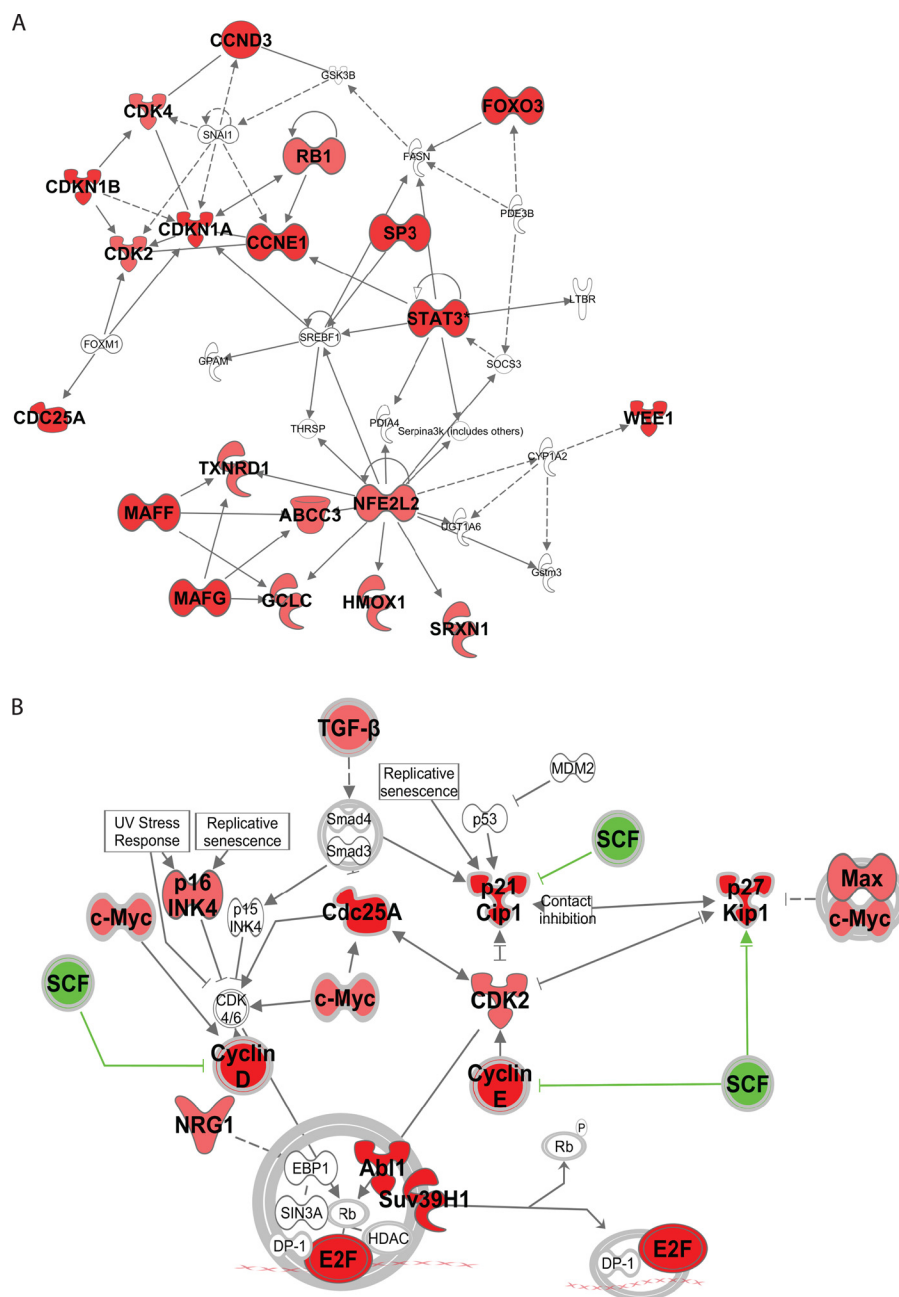 A
CCND3
GSK3B
CDK4
FOXO3
SNAI1
RB1
FASN
CDKN1B
PDE3B
CDKN1A
SP3
CCNE1
CDK2
LTBR
STAT3*
SREBF1
FOXM1
GPAM
SOCS3
CDC25A
WEE1
PDIA4
THRSP
Serpina3k (includes others)
CYP1A2
TXNRD1
NFE2L2
MAFF
ABCC3
UGT1A6
Gstm3
MAFG
GCLC
HMOX1
SRXN1
B
TGF-β
Replicative
senescence
MDM2
Smad4
p53
UV Stress
Response
Replicative
senescence
SCF
Smad3
p16
INK4
p21
Cip1
p27
Kip1
Max
c-Myc
c-Myc
p15
INK4
Cdc25A
Contact
inhibition
SCF
CDK
4/6
c-Myc
CDK2
Cyclin
D
Cyclin
E
SCF
NRG1
P
Rb
EBP1
Abl1
Suv39H1
SIN3A
Rb
DP-1
HDAC
E2F
DP-1
E2F